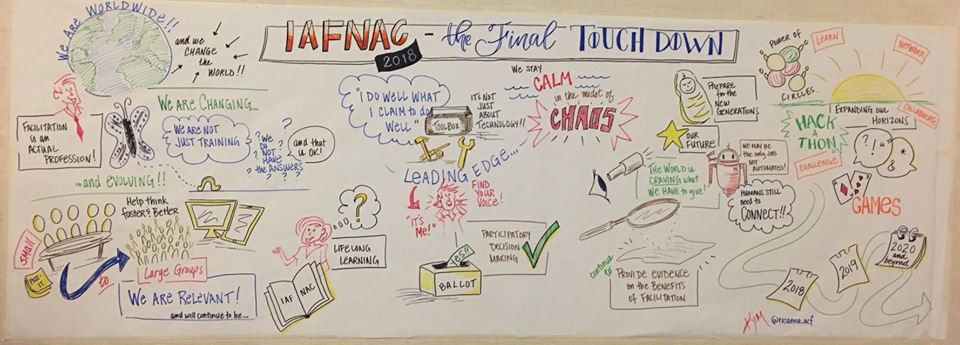 IAFNAC - the Final TOUCH DOWN
2018
WE ARE WORLDWIDE!!
and we
CHANGE
the
WORLD!!
FACILITATION
is an
ACTUAL
PROFESSION!
WE ARE CHANGING...
WE ARE NOT
JUST TRAINING
? WE
DO NOT
HAVE
the ANSWERS
?
and that
is OK!
... and EVOLVING!!
Small
POST IT
to
Help think
faster & Better
Large Groups
WE ARE RELEVANT!
and will continue to be...
?
LIFE LONG
LEARNING
IAF NAC
"I DO WELL WHAT
I CLAIM to do
WELL"
TOOLBOX
IT'S NOT
JUST ABOUT
TECHNOLOGY!!
LEADING EDGE...
"IT'S
Me!"
FIND
YOUR
VOICE!
YES!!
BALLOT
PARTICIPATORY
DECISION
MAKING
WE STAY
CALM
in the midst of
CHAOS
PREPARE
for the
NEW
GENERATIONS
OUR
FUTURE!
THE WORLD is
CRAVING what
WE HAVE to give!
WE MAY BE
the ONLY JOB
NOT AUTOMATED!
HUMANS STILL
need to
CONNECT!!
continue to
PROVIDE EVIDENCE
on the BENEFITS
of FACILITATION
POWER OF
CIRCLES
LEARN
NETWORK
COLLABORATE
EXPANDING our
HORIZONS
HACK
A
THON
CHALLENGE
? ! "
GAMES
2018
2019
2020
and
beyond
Kim
@rosanna_acf